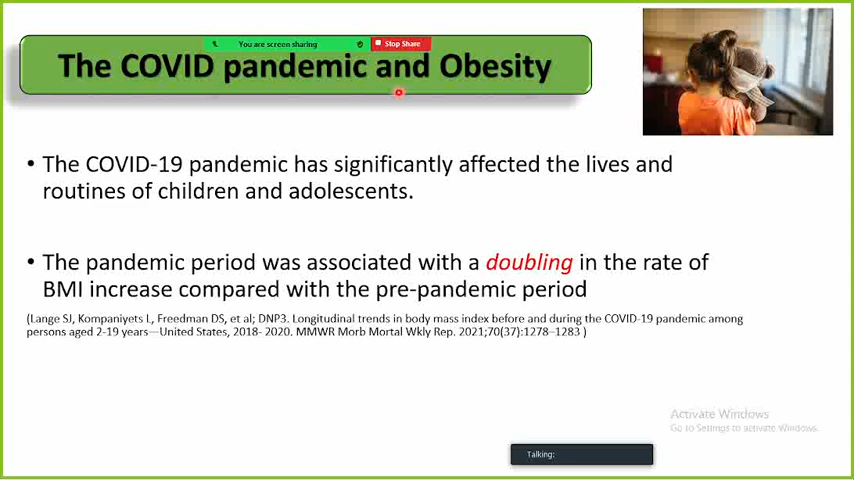 You are screen sharing
Stop Share
The COVID pandemic and Obesity
• The COVID-19 pandemic has significantly affected the lives and
routines of children and adolescents.
• The pandemic period was associated with a doubling in the rate of
BMI increase compared with the pre-pandemic period
(Lange SJ, Kompaniyets L, Freedman DS, et al; DNP3. Longitudinal trends in body mass index before and during the COVID-19 pandemic among
persons aged 2-19 years—United States, 2018- 2020. MMWR Morb Mortal Wkly Rep. 2021;70(37):1278–1283 )
Activate Windows
Go to Settings to activate Windows.
Talking: